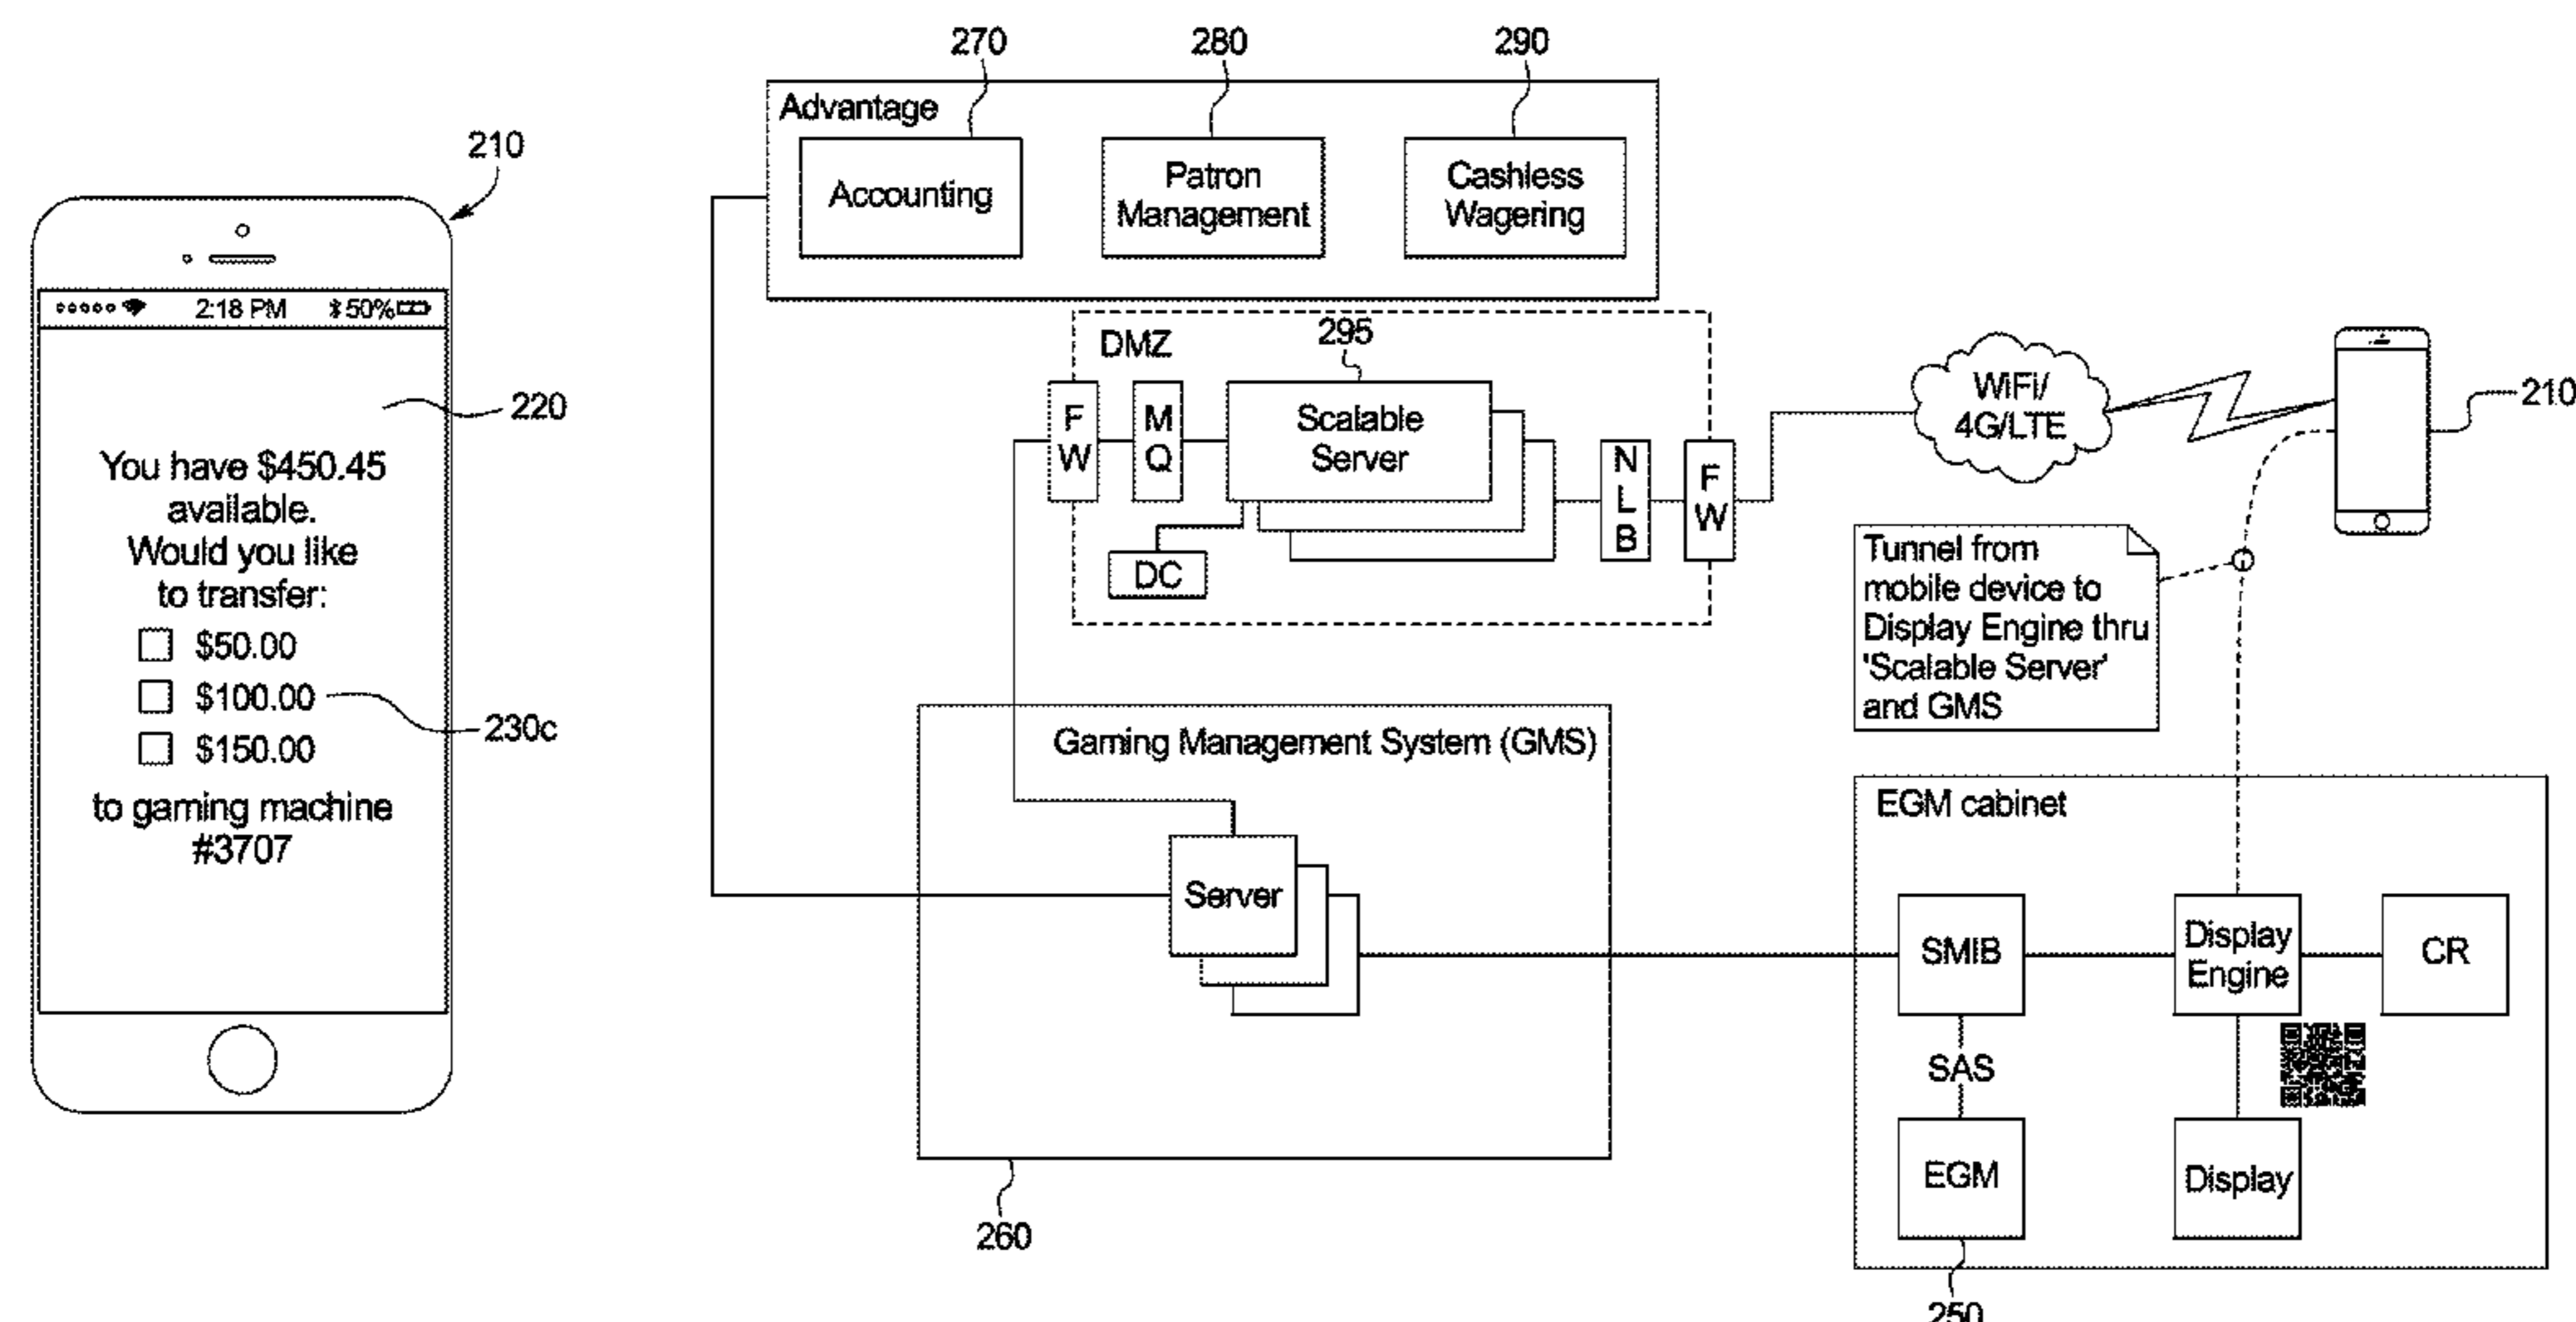 210
2:18 PM
50%
220
You have $450.45
available.
Would you like
to transfer:
$50.00
$100.00
230c
$150.00
to gaming machine
#3707
270
280
290
Advantage
Accounting
Patron
Management
Cashless
Wagering
DMZ
295
F
W
M
Q
Scalable
Server
DC
N
L
B
F
W
WiFi/
4G/LTE
210
Tunnel from
mobile device to
Display Engine thru
'Scalable Server'
and GMS
Gaming Management System (GMS)
Server
260
EGM cabinet
SMIB
Display
Engine
CR
SAS
EGM
Display
250